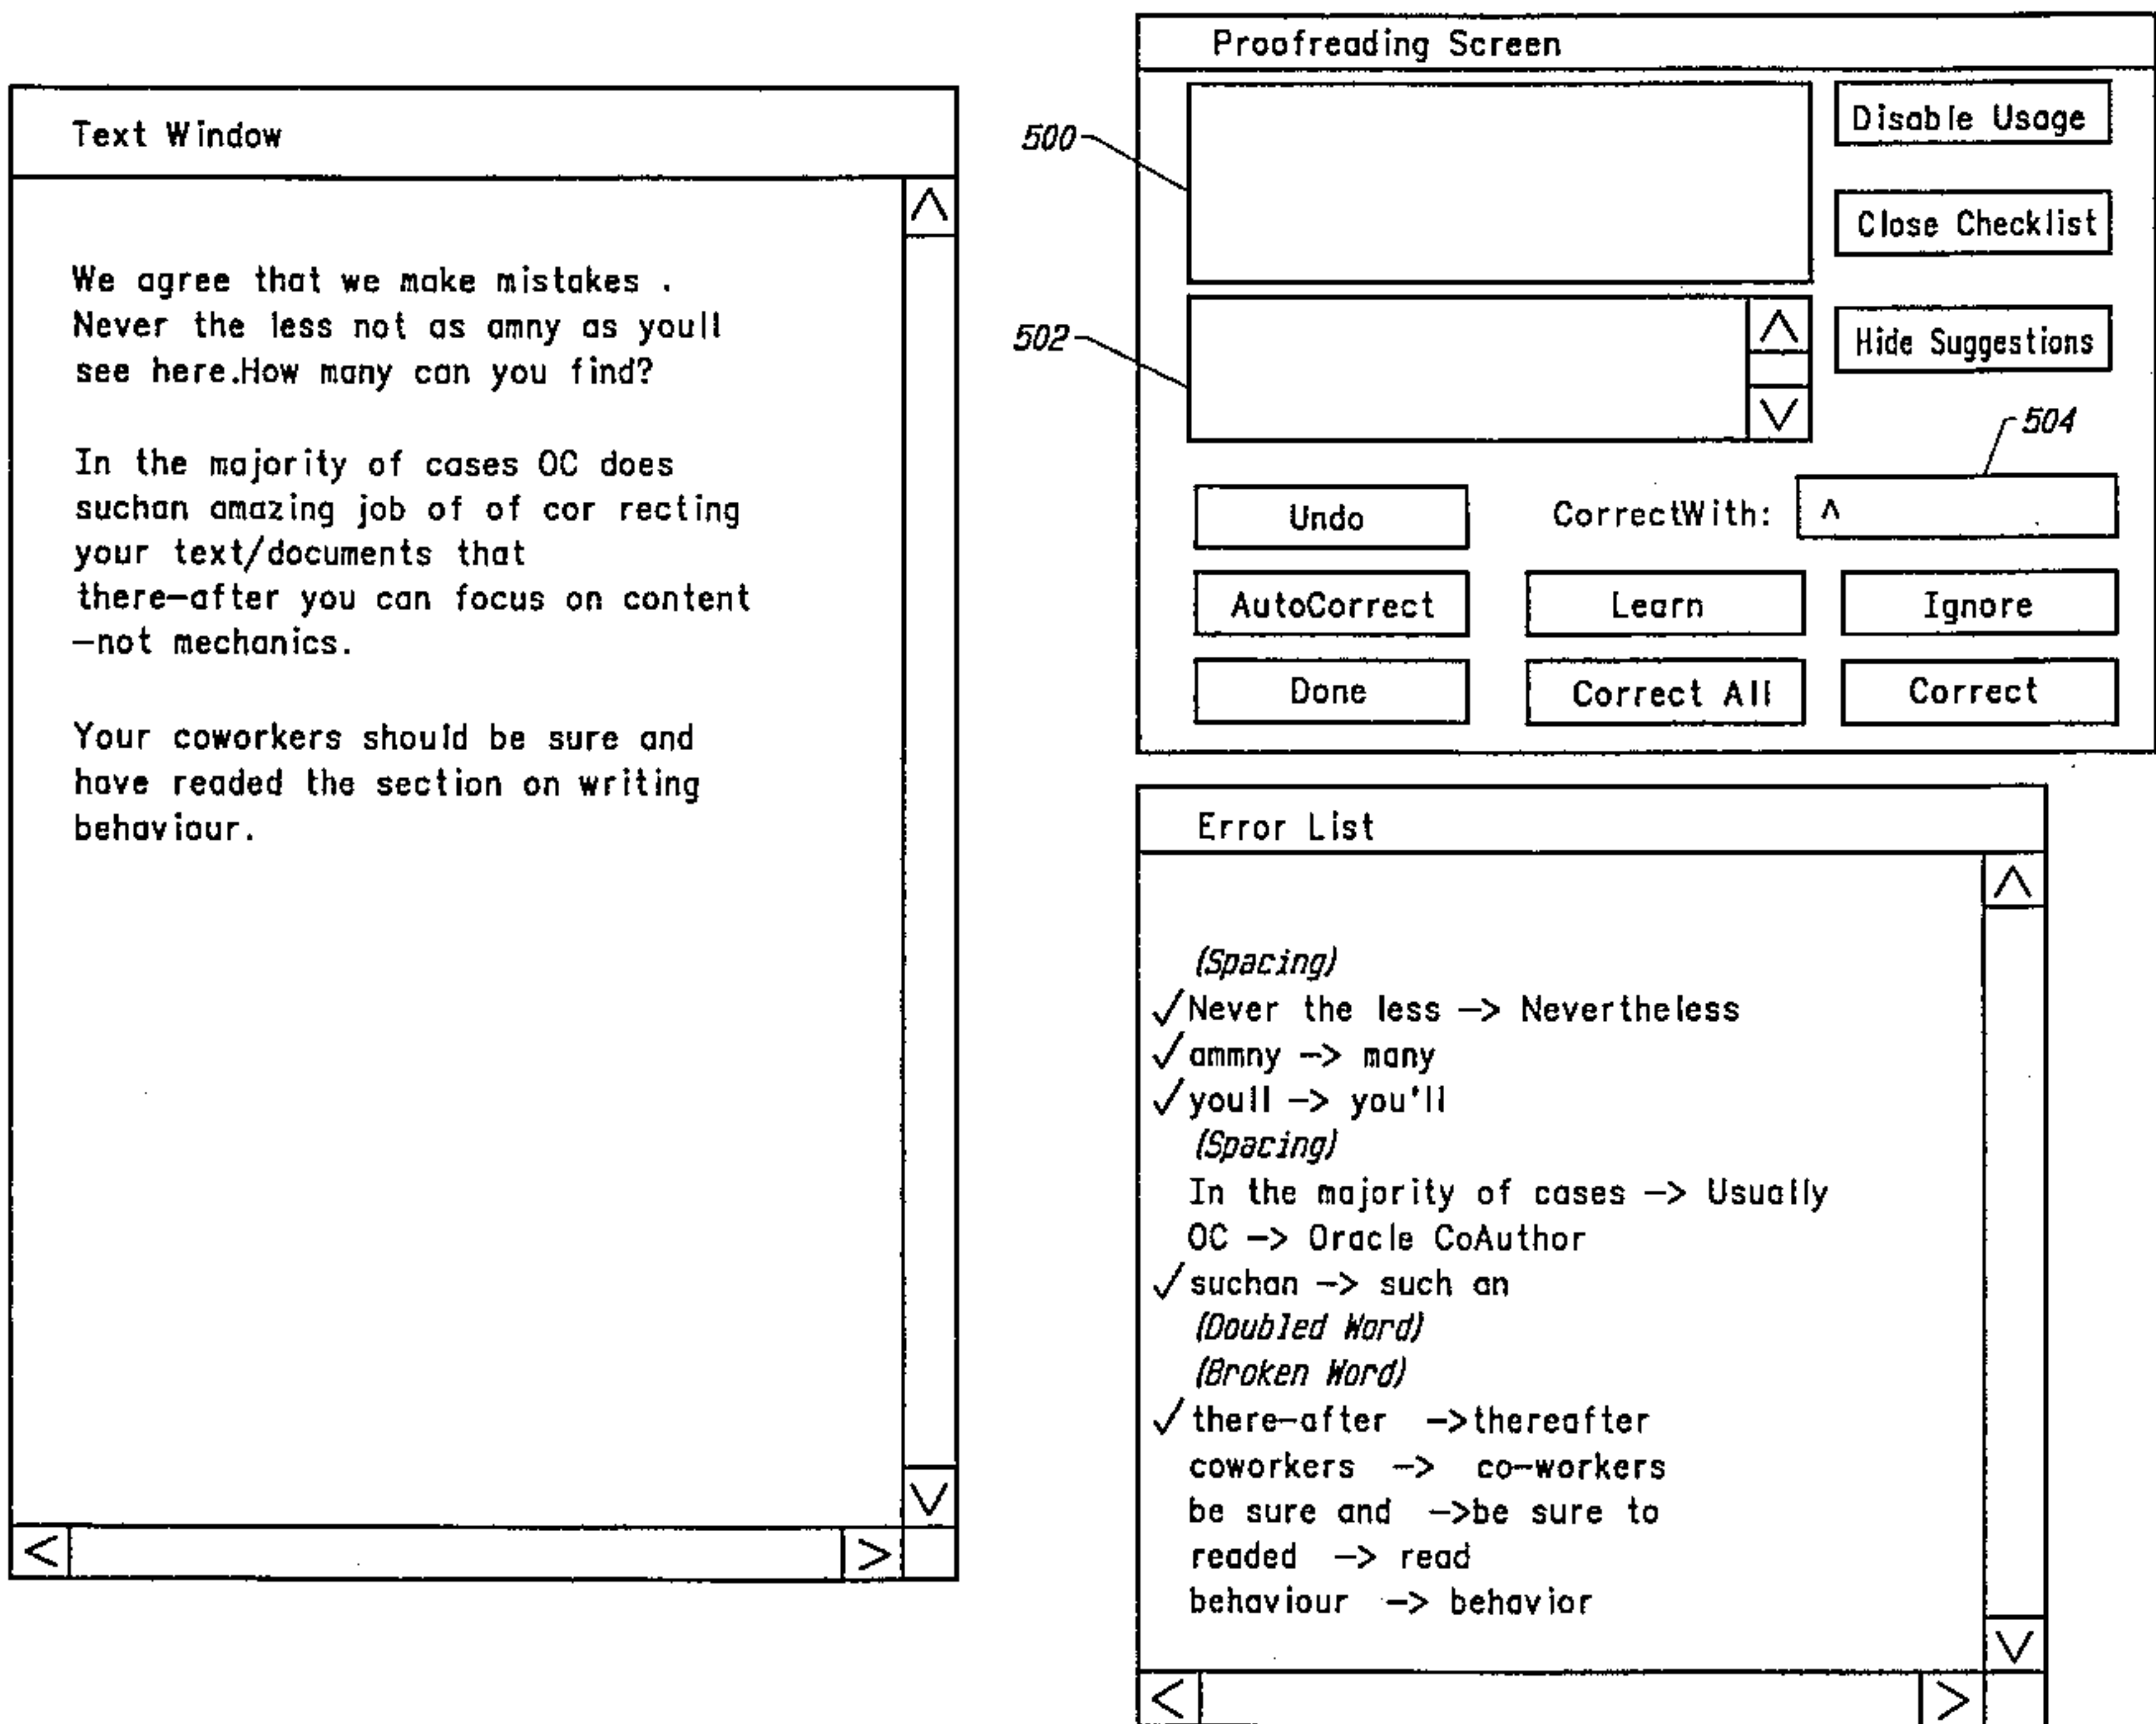 Text Window
We agree that we make mistakes .
Never the less not as amny as youll
see here.How many can you find?
In the majority of cases OC does
suchan amazing job of of cor recting
your text/documents that
there-after you can focus on content
-not mechanics.
Your coworkers should be sure and
have readed the section on writing
behaviour.
Proofreading Screen
500
Disable Usage
Close Checklist
502
Hide Suggestions
504
Undo
CorrectWith: ^
AutoCorrect Learn Ignore
Done Correct All Correct
Error List
(Spacing)
✓Never the less -> Nevertheless
✓ammny -> many
✓youll -> you'll
(Spacing)
In the majority of cases -> Usually
OC -> Oracle CoAuthor
✓suchan -> such an
(Doubled Word)
(Broken Word)
✓there-after ->thereafter
coworkers -> co-workers
be sure and ->be sure to
readed -> read
behaviour -> behavior